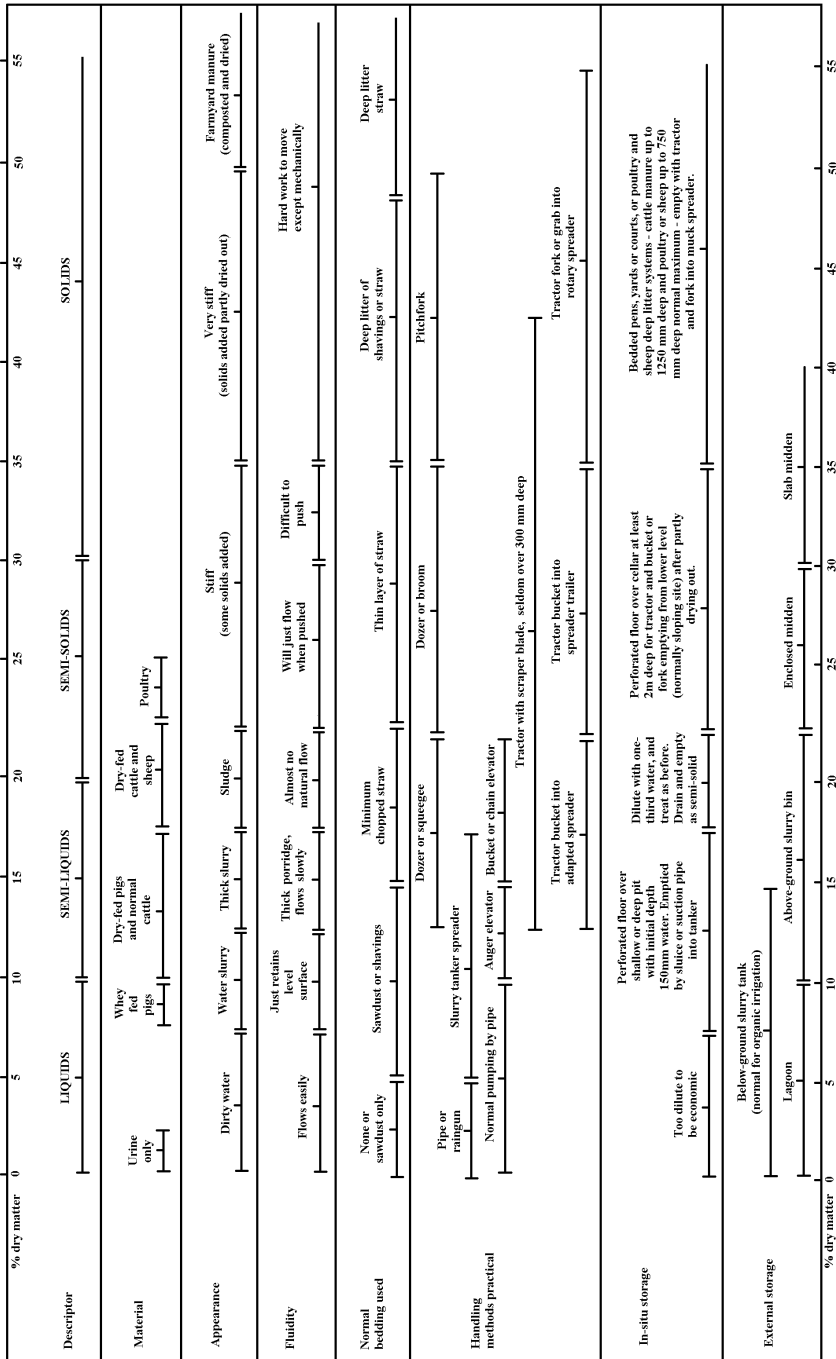 % dry matter
0
5
10
15
20
25
30
35
40
45
50
55
Descriptor
LIQUIDS
SEMI-LIQUIDS
SEMI-SOLIDS
SOLIDS
Material
Urine
only
Whey
fed
pigs
Dry-fed pigs
and normal
cattle
Dry-fed
cattle and
sheep
Poultry
Appearance
Dirty water
Water slurry
Thick slurry
Sludge
Stiff
(some solids added)
Very stiff
(solids added partly dried out)
Farmyard manure
(composted and dried)
Fluidity
Flows easily
Just retains
level
surface
Thick porridge,
flows slowly
Almost no
natural flow
Will just flow
when pushed
Difficult to
push
Hard work to move
except mechanically
Normal
bedding used
None or
sawdust only
Sawdust or shavings
Minimum
chopped straw
Thin layer of straw
Deep litter of
shavings or straw
Deep litter
straw
Handling
methods practical
Dozer or squeegee
Dozer or broom
Pitchfork
Pipe or
raingun
Slurry tanker spreader
Normal pumping by pipe
Auger elevator
Bucket or chain elevator
Tractor with scraper blade, seldom over 300 mm deep
Tractor bucket into
adapted spreader
Tractor bucket into
spreader trailer
Tractor fork or grab into
rotary spreader
In-situ storage
Too dilute to
be economic
Perforated floor over
shallow or deep pit
with initial depth
150mm water. Emptied
by sluice or suction pipe
into tanker
Dilute with one-
third water, and
treat as before.
Drain and empty
as semi-solid
Perforated floor over cellar at least
2m deep for tractor and bucket or
fork emptying from lower level
(normally sloping site) after partly
drying out.
Bedded pens, yards or courts, or poultry and
sheep deep litter systems - cattle manure up to
1250 mm deep and poultry or sheep up to 750
mm deep normal maximum - empty with tractor
and fork into muck spreader.
External storage
Below-ground slurry tank
(normal for organic irrigation)
Lagoon
Above-ground slurry bin
Enclosed midden
Slab midden
% dry matter
0
5
10
15
20
25
30
35
40
45
50
55